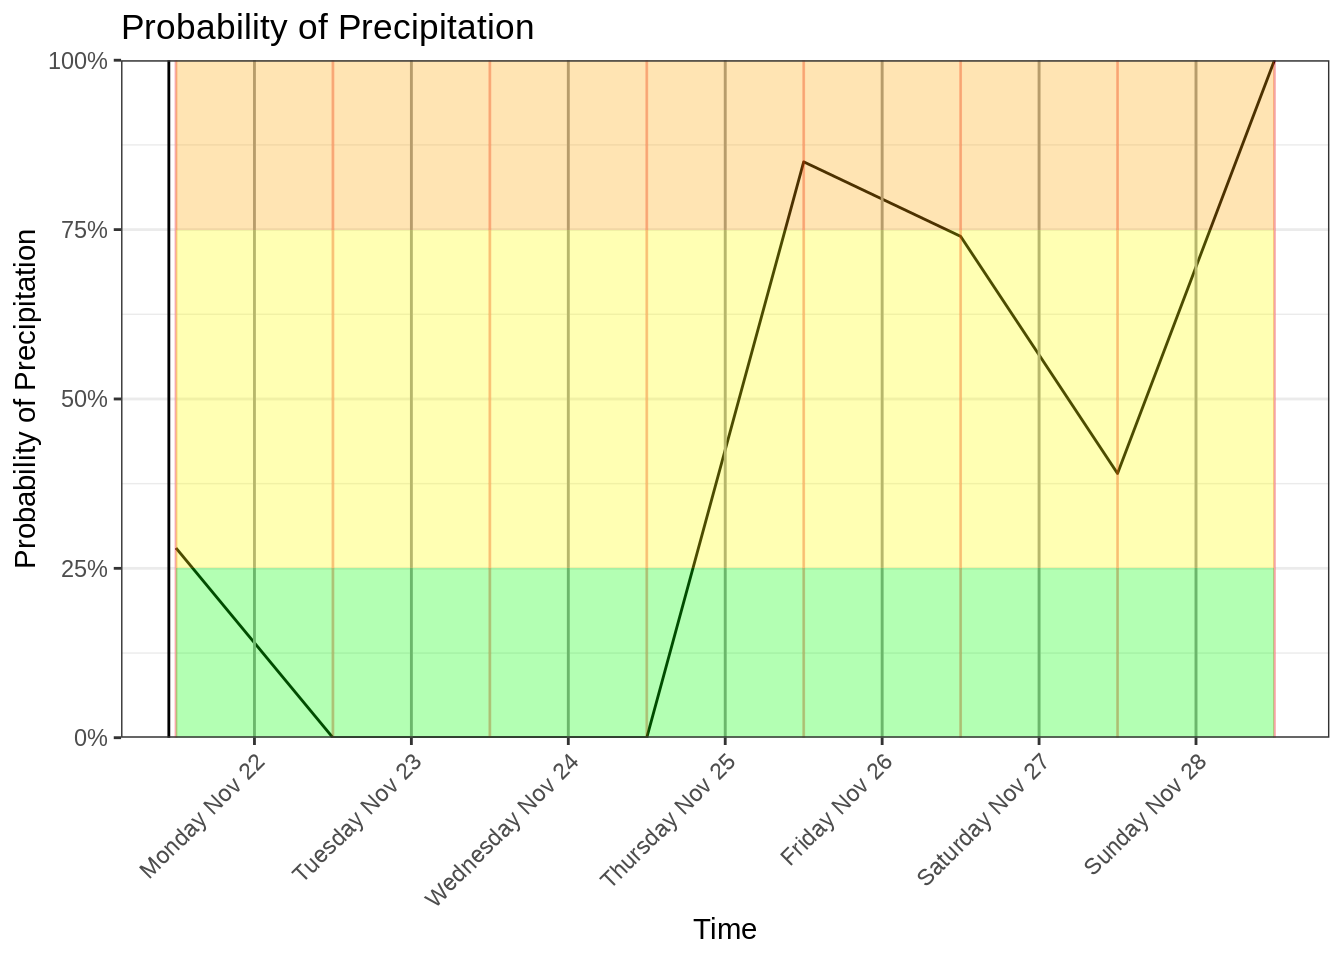 Probability of Precipitation
Probability of Precipitation
100%
75%
50%
25%
0%
Monday Nov 22
Tuesday Nov 23
Wednesday Nov 24
Thursday Nov 25
Friday Nov 26
Saturday Nov 27
Sunday Nov 28
Time